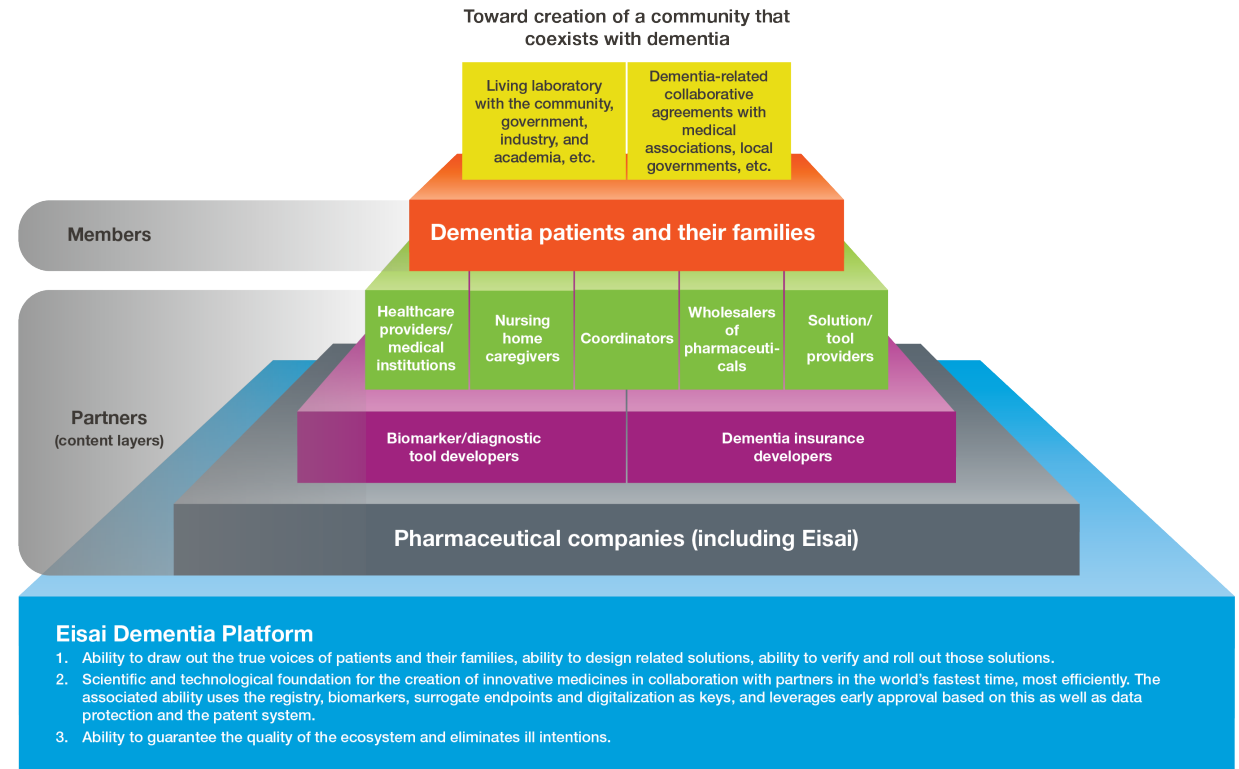 Toward creation of a community that
coexists with dementia
Living laboratory
with the community,
government,
industry, and
academia, etc.
Dementia-related
collaborative
agreements with
medical
associations, local
governments, etc.
Members
Dementia patients and their families
Healthcare
providers/
medical
institutions
Nursing
home
caregivers
Coordinators
Wholesalers
of
pharmaceuti-
cals
Solution/
tool
providers
Partners
(content layers)
Biomarker/diagnostic
tool developers
Dementia insurance
developers
Pharmaceutical companies (including Eisai)
Eisai Dementia Platform
1. Ability to draw out the true voices of patients and their families, ability to design related solutions, ability to verify and roll out those solutions.
2. Scientific and technological foundation for the creation of innovative medicines in collaboration with partners in the world's fastest time, most efficiently. The
associated ability uses the registry, biomarkers, surrogate endpoints and digitalization as keys, and leverages early approval based on this as well as data
protection and the patent system.
3. Ability to guarantee the quality of the ecosystem and eliminates ill intentions.